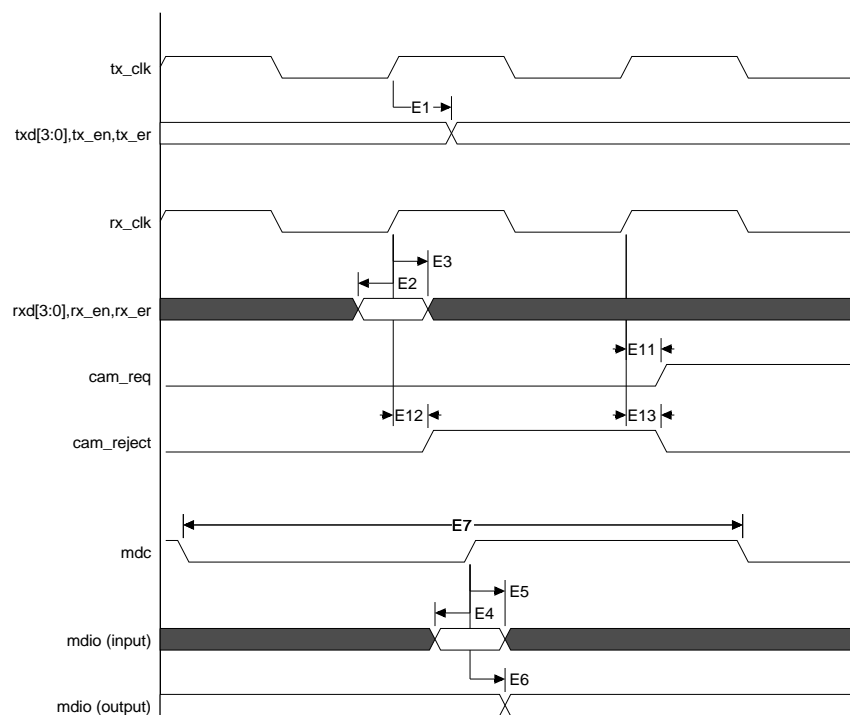 tx_clk
E1
txd[3:0],tx_en,tx_er
rx_clk
E3
E2
rxd[3:0],rx_en,rx_er
E11
cam_req
E12
E13
cam_reject
E7
mdc
E5
E4
mdio (input)
E6
mdio (output)